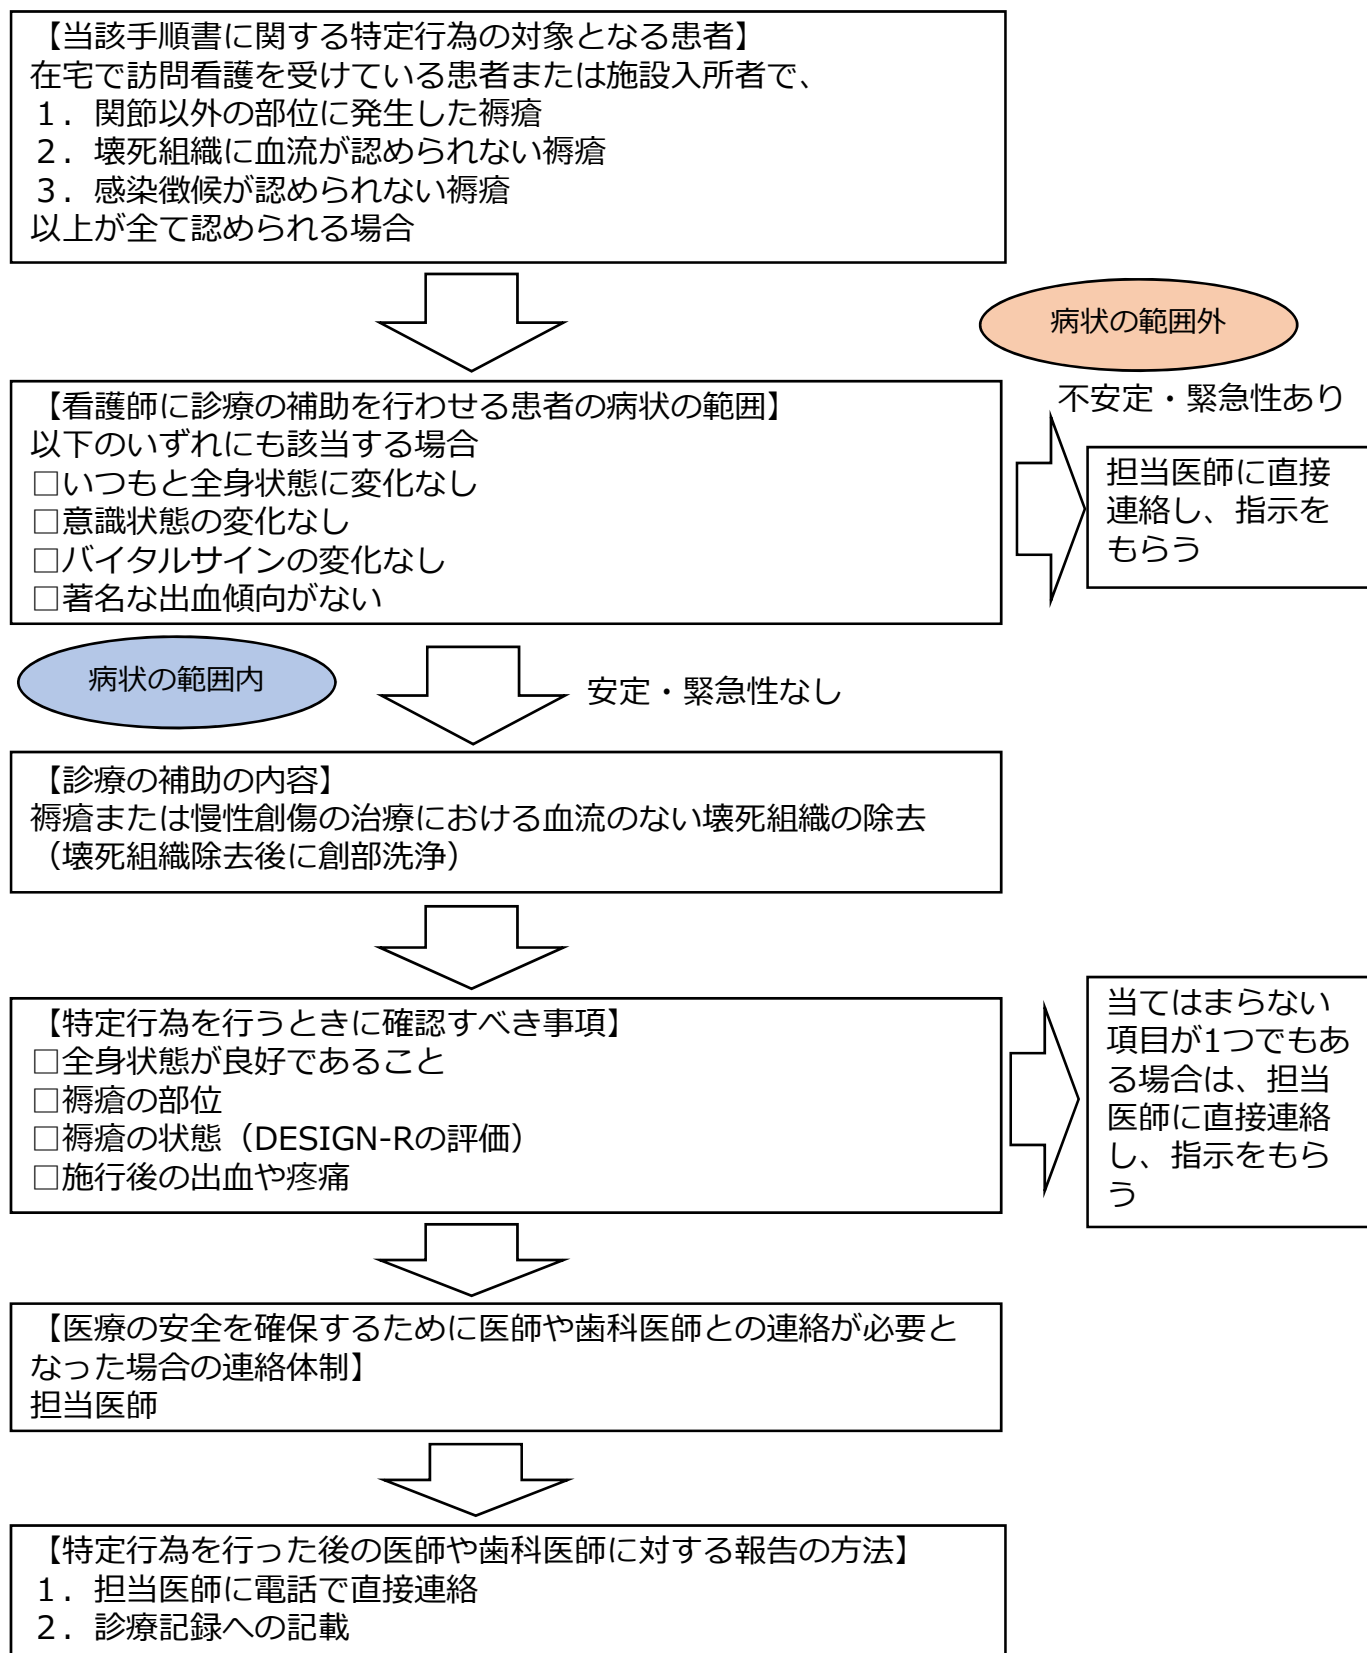 【当該手順書に関する特定行為の対象となる患者】
在宅で訪問看護を受けている患者または施設入所者で、
１．関節以外の部位に発生した褥瘡
２．壊死組織に血流が認められない褥瘡
３．感染徴候が認められない褥瘡
以上が全て認められる場合
病状の範囲外
不安定・緊急性あり
【看護師に診療の補助を行わせる患者の病状の範囲】
以下のいずれにも該当する場合
□いつもと全身状態に変化なし
□意識状態の変化なし
□バイタルサインの変化なし
□著名な出血傾向がない
担当医師に直接
連絡し、指示を
もらう
病状の範囲内
安定・緊急性なし
【診療の補助の内容】
褥瘡または慢性創傷の治療における血流のない壊死組織の除去
（壊死組織除去後に創部洗浄）
【特定行為を行うときに確認すべき事項】
□全身状態が良好であること
□褥瘡の部位
□褥瘡の状態（DESIGN-Rの評価）
□施行後の出血や疼痛
当てはまらない
項目が1つでもあ
る場合は、担当
医師に直接連絡
し、指示をもら
う
【医療の安全を確保するために医師や歯科医師との連絡が必要と
なった場合の連絡体制】
担当医師
【特定行為を行った後の医師や歯科医師に対する報告の方法】
１．担当医師に電話で直接連絡
２．診療記録への記載